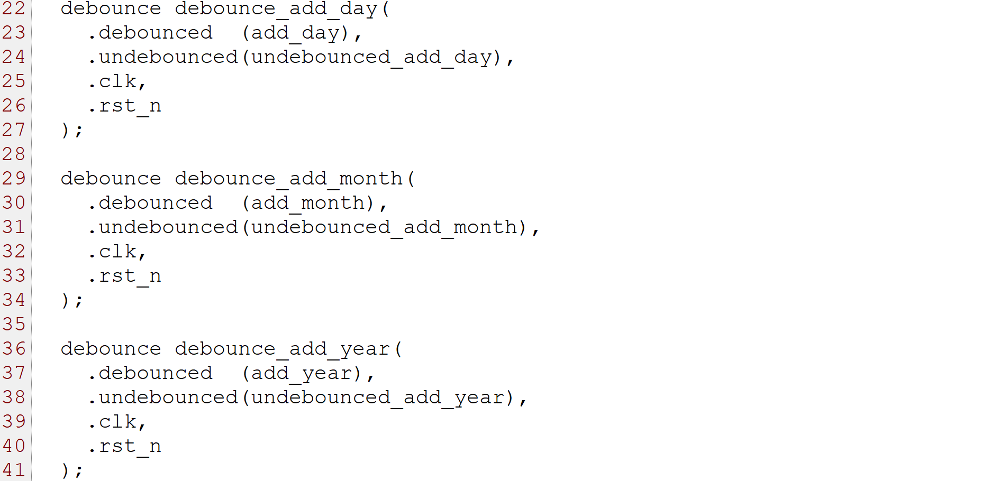 22 debounce debounce_add_day(
23 .debounced (add_day),
24 .undebounced(undebounced_add_day),
25 .clk,
26 .rst_n
27 );
28
29 debounce debounce_add_month(
30 .debounced (add_month),
31 .undebounced(undebounced_add_month),
32 .clk,
33 .rst_n
34 );
35
36 debounce debounce_add_year(
37 .debounced (add_year),
38 .undebounced(undebounced_add_year),
39 .clk,
40 .rst_n
41 );